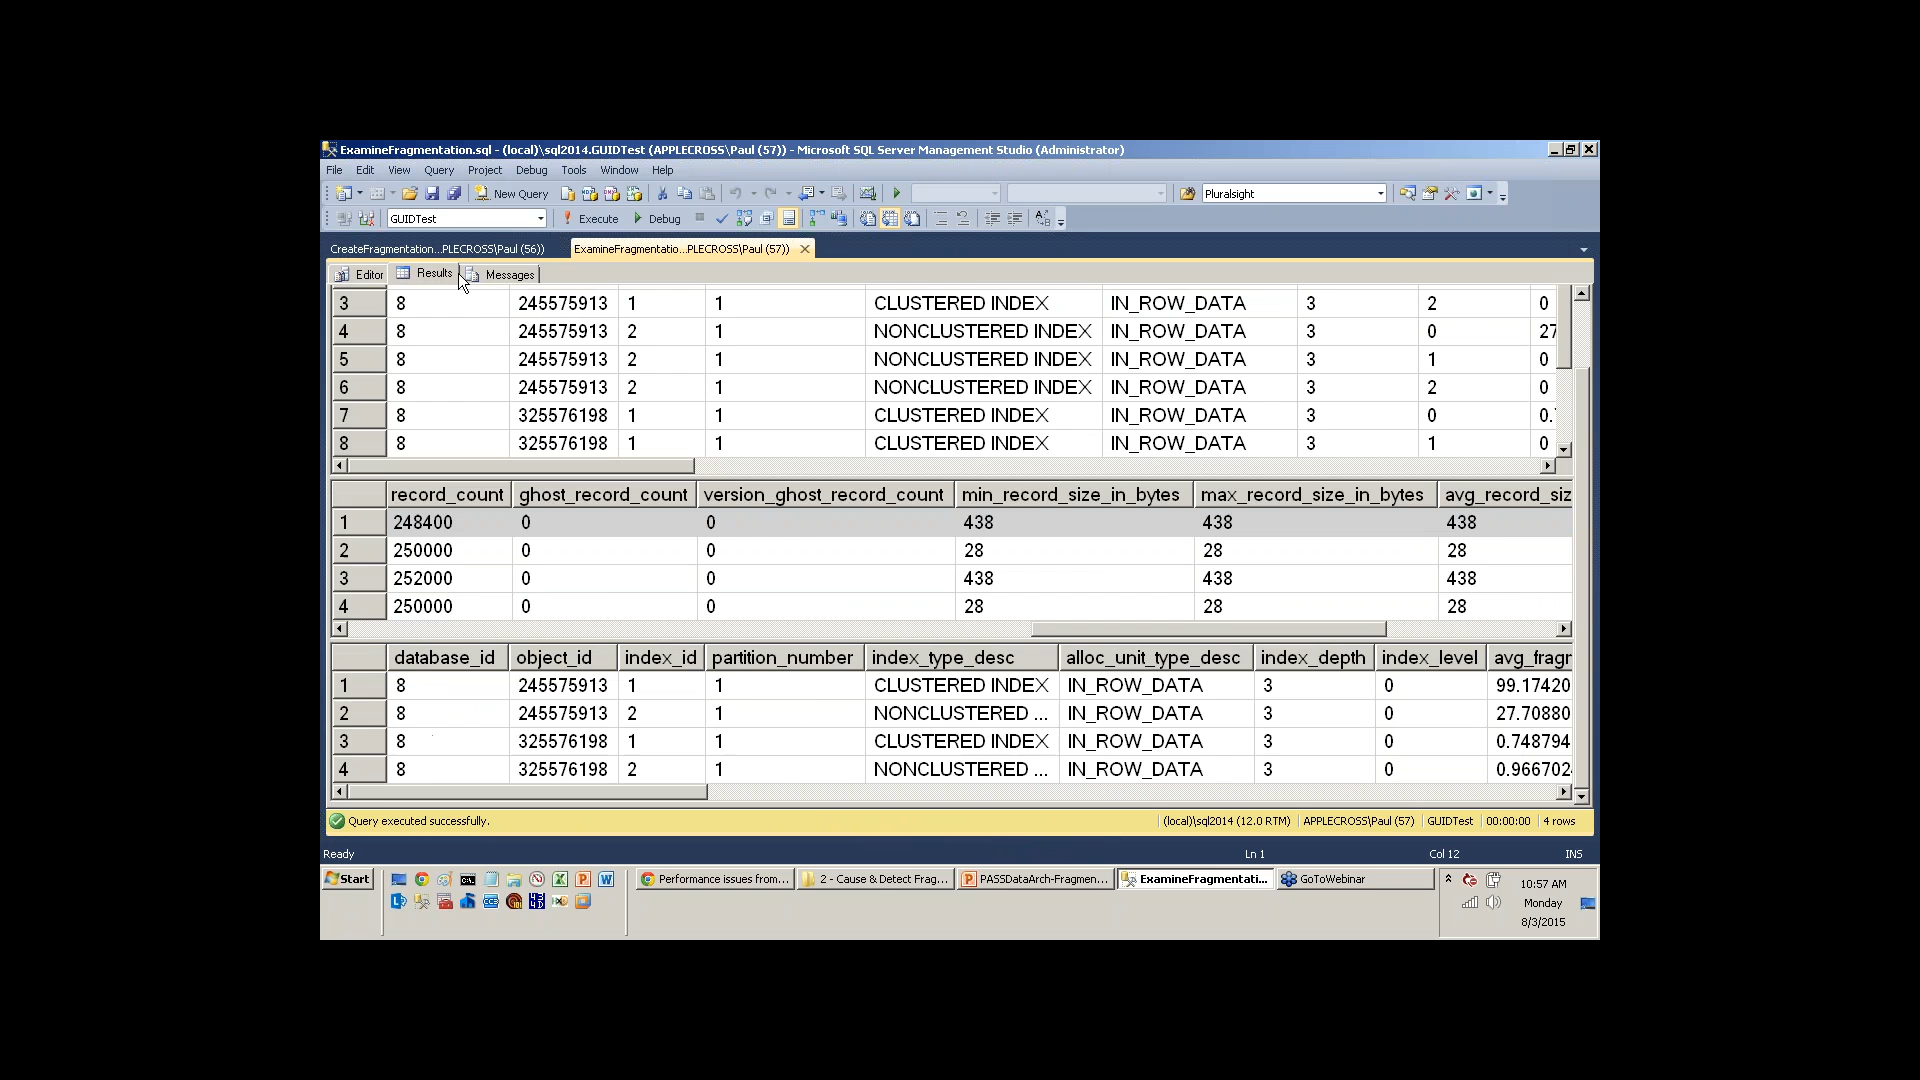 ExamineFragmentation.sql - (local)\sql2014.GUIDTest (APPLECROSS\Paul (57)) - Microsoft SQL Server Management Studio (Administrator)
File Edit View Query Project Debug Tools Window Help
New Query Pluralsight
GUIDTest Execute Debug
CreateFragmentation...PLECROSS\Paul (56)) ExamineFragmentatio...PLECROSS\Paul (57))
Editor Results Messages
3 8 245575913 1 1 CLUSTERED INDEX IN_ROW_DATA 3 2 0
4 8 245575913 2 1 NONCLUSTERED INDEX IN_ROW_DATA 3 0 27
5 8 245575913 2 1 NONCLUSTERED INDEX IN_ROW_DATA 3 1 0
6 8 245575913 2 1 NONCLUSTERED INDEX IN_ROW_DATA 3 2 0
7 8 325576198 1 1 CLUSTERED INDEX IN_ROW_DATA 3 0 0.
8 8 325576198 1 1 CLUSTERED INDEX IN_ROW_DATA 3 1 0
record_count ghost_record_count version_ghost_record_count min_record_size_in_bytes max_record_size_in_bytes avg_record_siz
1 248400 0 0 438 438 438
2 250000 0 0 28 28 28
3 252000 0 0 438 438 438
4 250000 0 0 28 28 28
database_id object_id index_id partition_number index_type_desc alloc_unit_type_desc index_depth index_level avg_fragr
1 8 245575913 1 1 CLUSTERED INDEX IN_ROW_DATA 3 0 99.17420
2 8 245575913 2 1 NONCLUSTERED ... IN_ROW_DATA 3 0 27.70880
3 8 325576198 1 1 CLUSTERED INDEX IN_ROW_DATA 3 0 0.748794
4 8 325576198 2 1 NONCLUSTERED ... IN_ROW_DATA 3 0 0.966702
Query executed successfully. (local)\sql2014 (12.0 RTM) APPLECROSS\Paul (57) GUIDTest 00:00:00 4 rows
Ready Ln 1 Col 12 INS
Start Performance issues from... 2 - Cause & Detect Frag... PASSDataArch-Fragmen... ExamineFragmentati... GoToWebinar
10:57 AM
Monday
8/3/2015